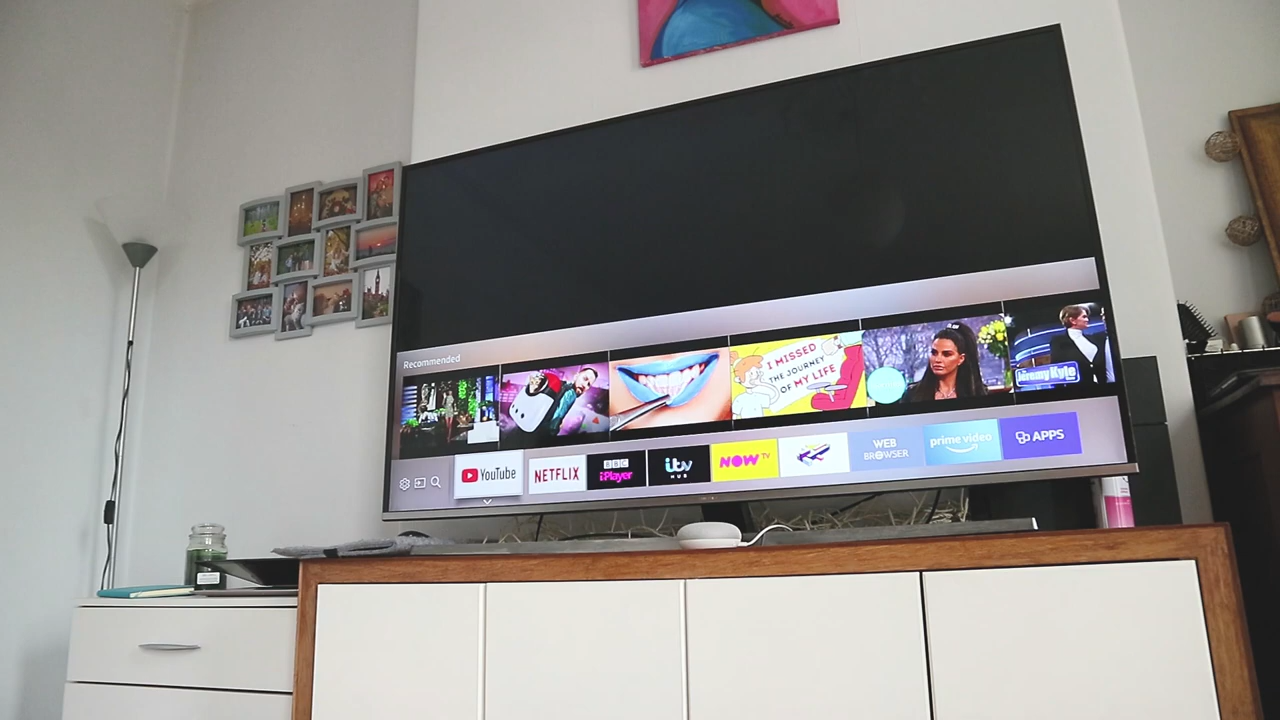 Recommended
I MISSED
THE JOURNEY
OF MY LIFE
Jeremy Kyle
YouTube
NETFLIX
BBC
iPlayer
itv
HUB
NOW TV
WEB
BROWSER
prime video
APPS